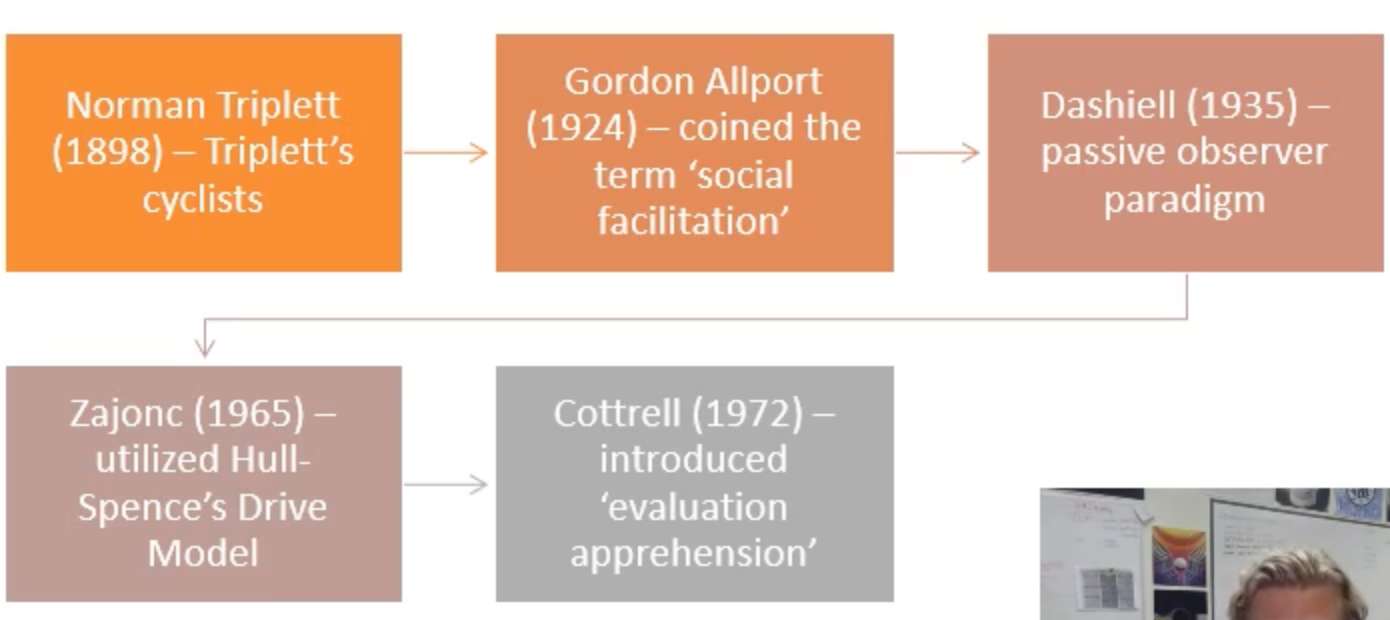 Norman Triplett
(1898) – Triplett’s
cyclists
Gordon Allport
(1924) – coined the
term ‘social
facilitation’
Dashiell (1935) –
passive observer
paradigm
Zajonc (1965) –
utilized Hull-
Spence’s Drive
Model
Cottrell (1972) –
introduced
‘evaluation
apprehension’